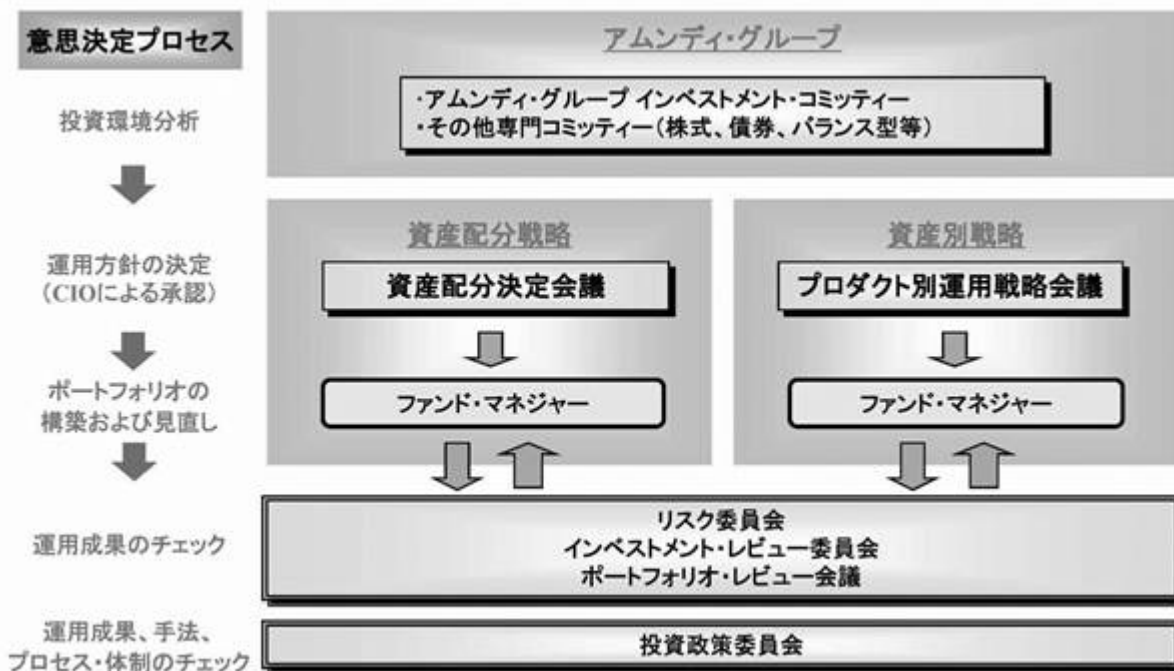 意思決定プロセス
アムンディ・グループ
投資環境分析
・アムンディ・グループ インベストメント・コミッティー
・その他専門コミッティー(株式、債券、バランス型等)
運用方針の決定
(CIOによる承認)
資産配分戦略
資産配分決定会議
ファンド・マネジャー
資産別戦略
プロダクト別運用戦略会議
ファンド・マネジャー
ポートフォリオの
構築および見直し
運用成果のチェック
リスク委員会
インベストメント・レビュー委員会
ポートフォリオ・レビュー会議
運用成果、手法、
プロセス・体制のチェック
投資政策委員会